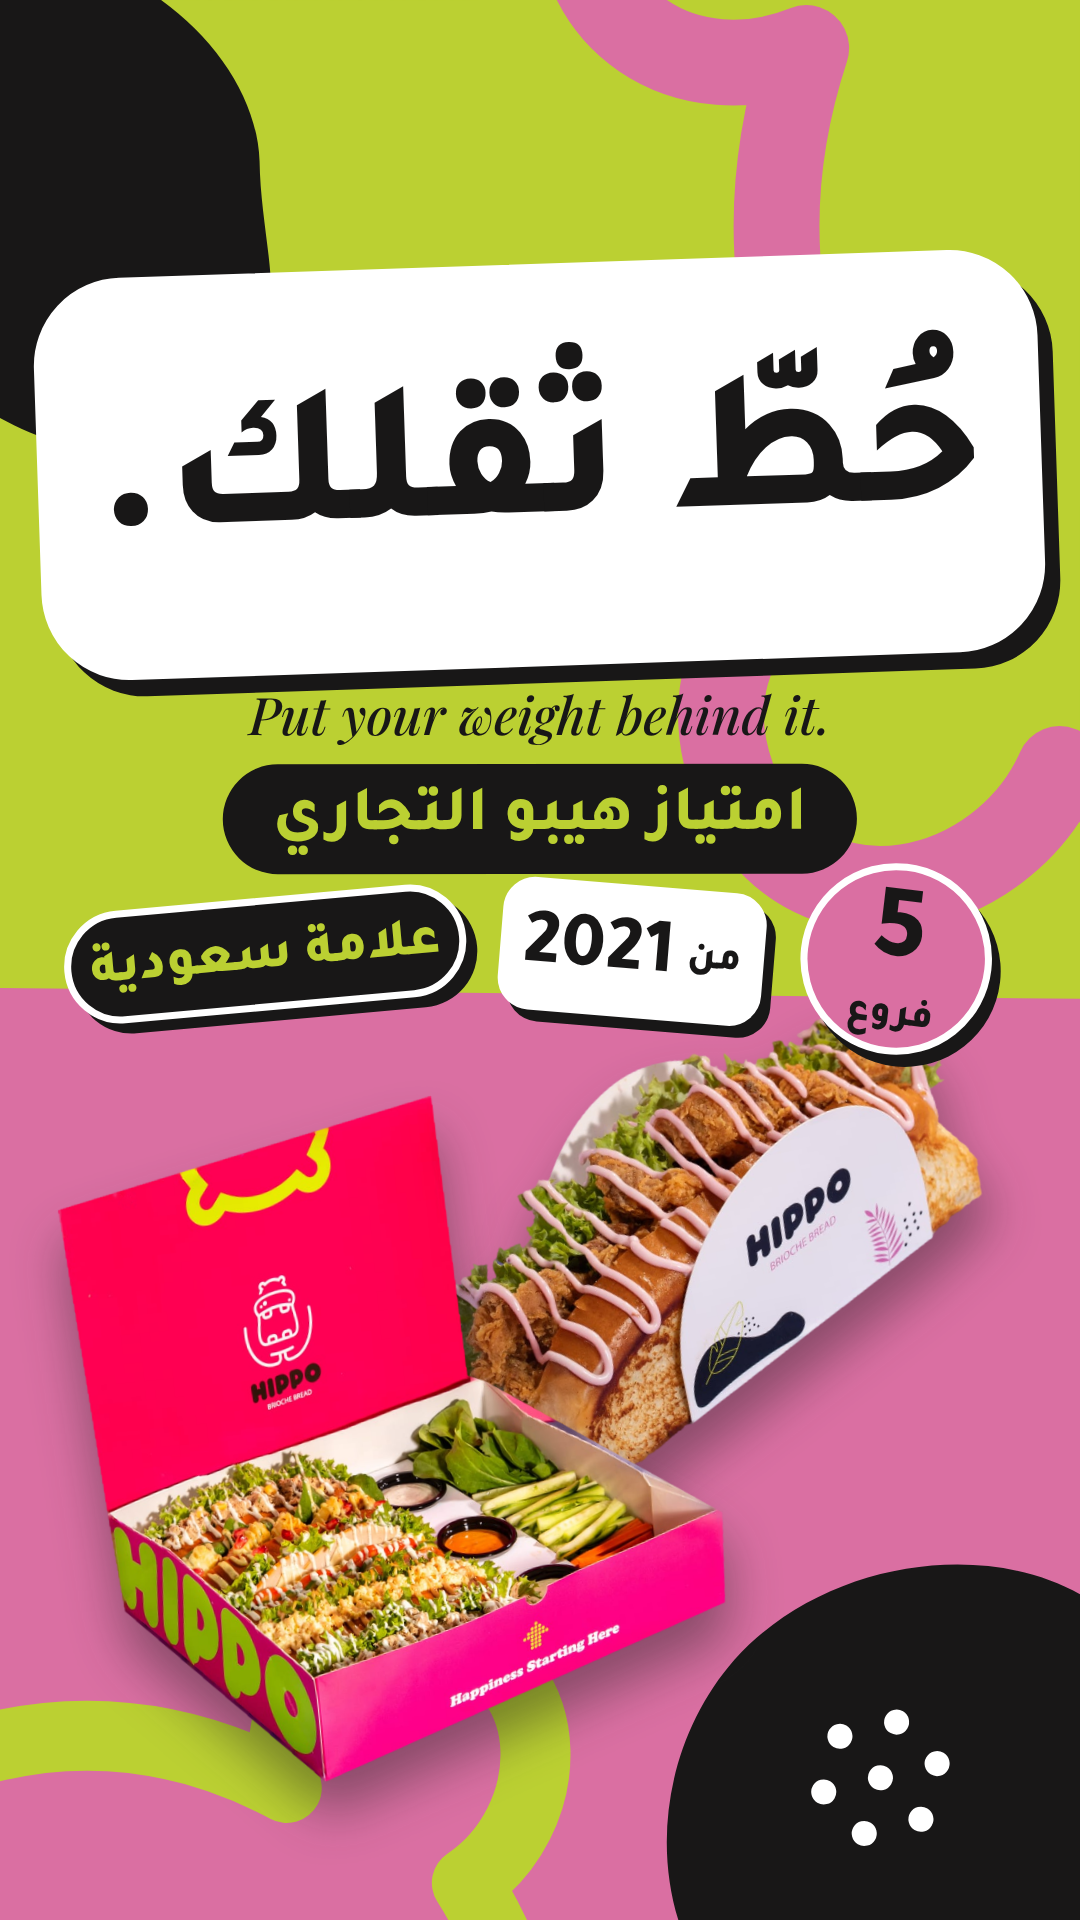 حُطّ ثقلك.
Put your weight behind it.
امتياز هيبو التجاري
5
فروع
من 2021
علامة سعودية
HIPPO
BRIOCHE BREAD
HIPPO
BRIOCHE BREAD
HIPPO
Happiness Starting Here